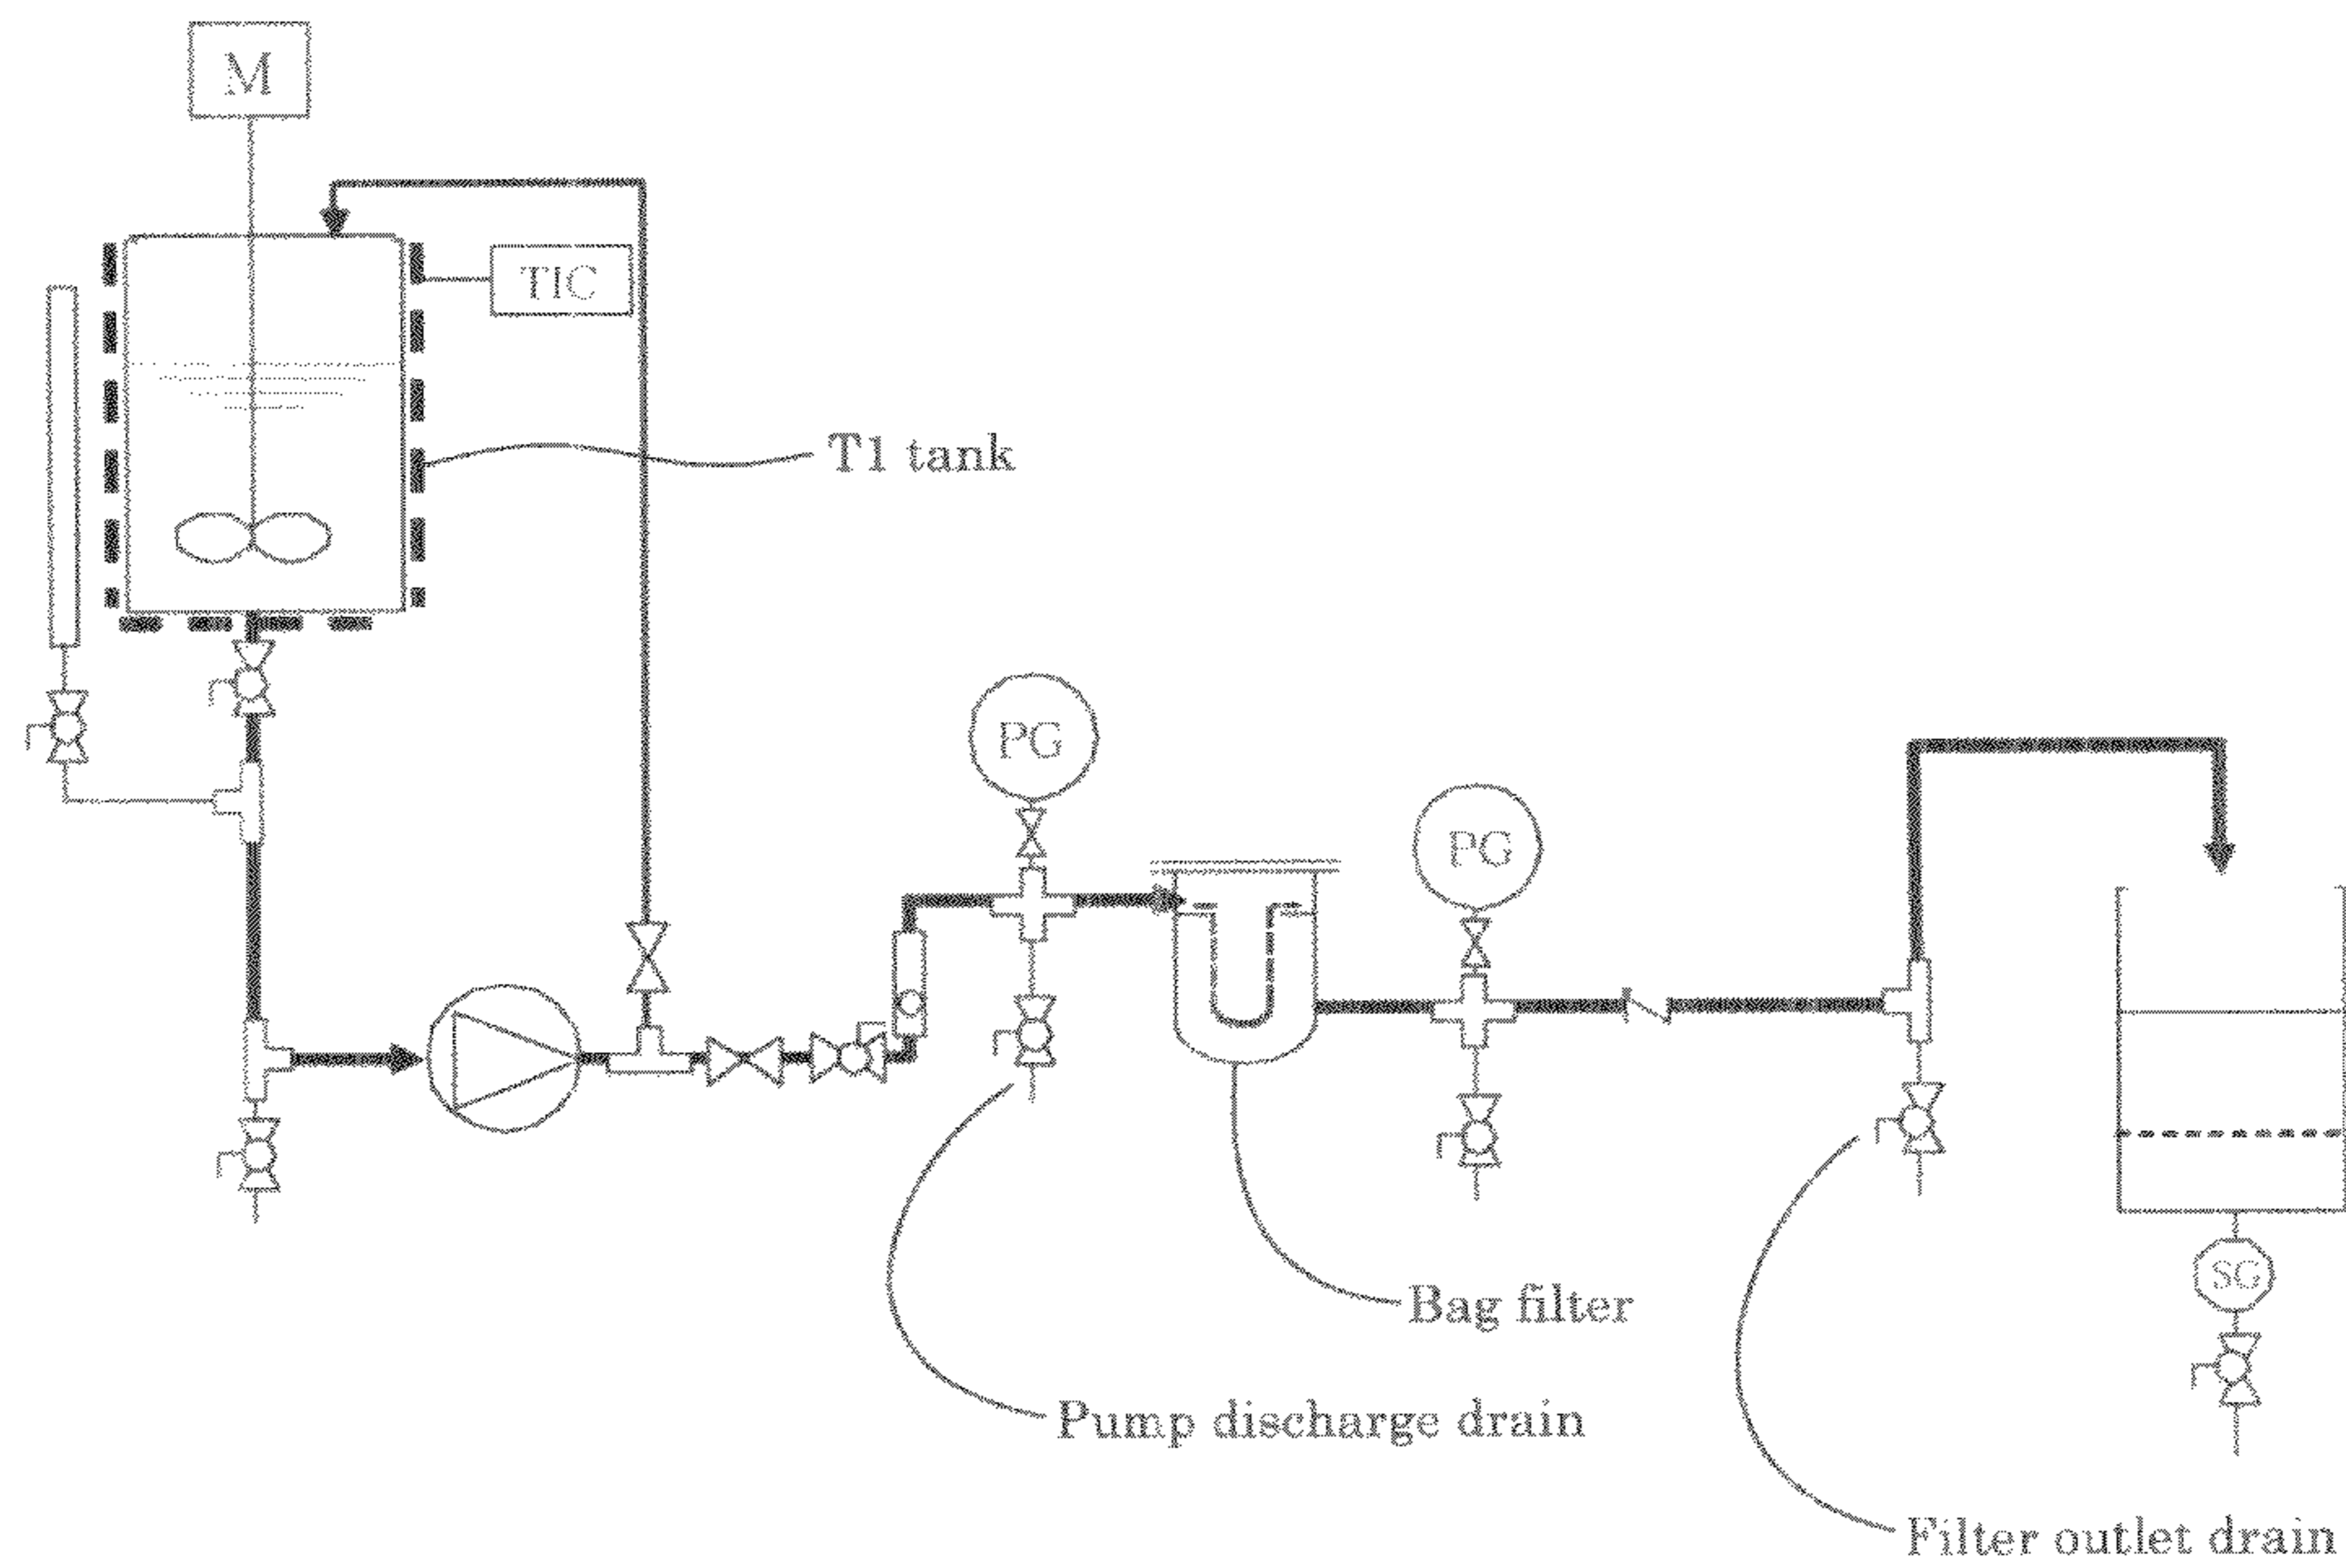 M
TIC
T1 tank
PG
PG
SG
Bag filter
Pump discharge drain
Filter outlet drain